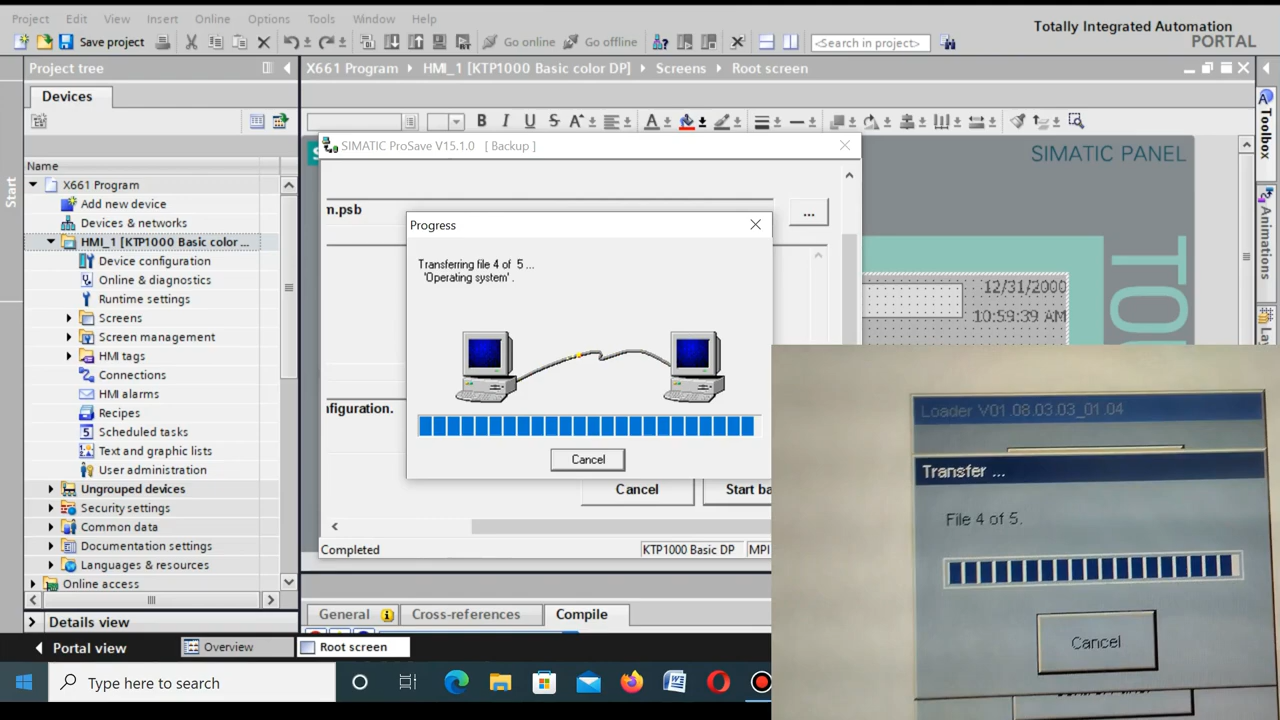 Project Edit View Insert Online Options Tools Window Help
Totally Integrated Automation
PORTAL
Save project
Go online
Go offline
<Search in project>
Project tree
X661 Program
HMI_1 [KTP1000 Basic color DP]
Screens
Root screen
Devices
Start
Name
X661 Program
Add new device
Devices & networks
HMI_1 [KTP1000 Basic color ...
Device configuration
Online & diagnostics
Runtime settings
Screens
Screen management
HMI tags
Connections
HMI alarms
Recipes
Scheduled tasks
Text and graphic lists
User administration
Ungrouped devices
Security settings
Common data
Documentation settings
Languages & resources
Online access
Details view
B I U S A A
SIMATIC ProSave V15.1.0 [ Backup ]
m.psb
...
Progress
Transferring file 4 of 5 ...
'Operating system' .
Cancel
figuration.
Cancel
Start ba
Completed
KTP1000 Basic DP
MPI
SIMATIC PANEL
TOU
12/31/2000
10:59:39 AM
Toolbox
Animations
Lay
General
Cross-references
Compile
Portal view
Overview
Root screen
Type here to search
Loader V01.08.03.03_01.04
Transfer ...
File 4 of 5.
Cancel